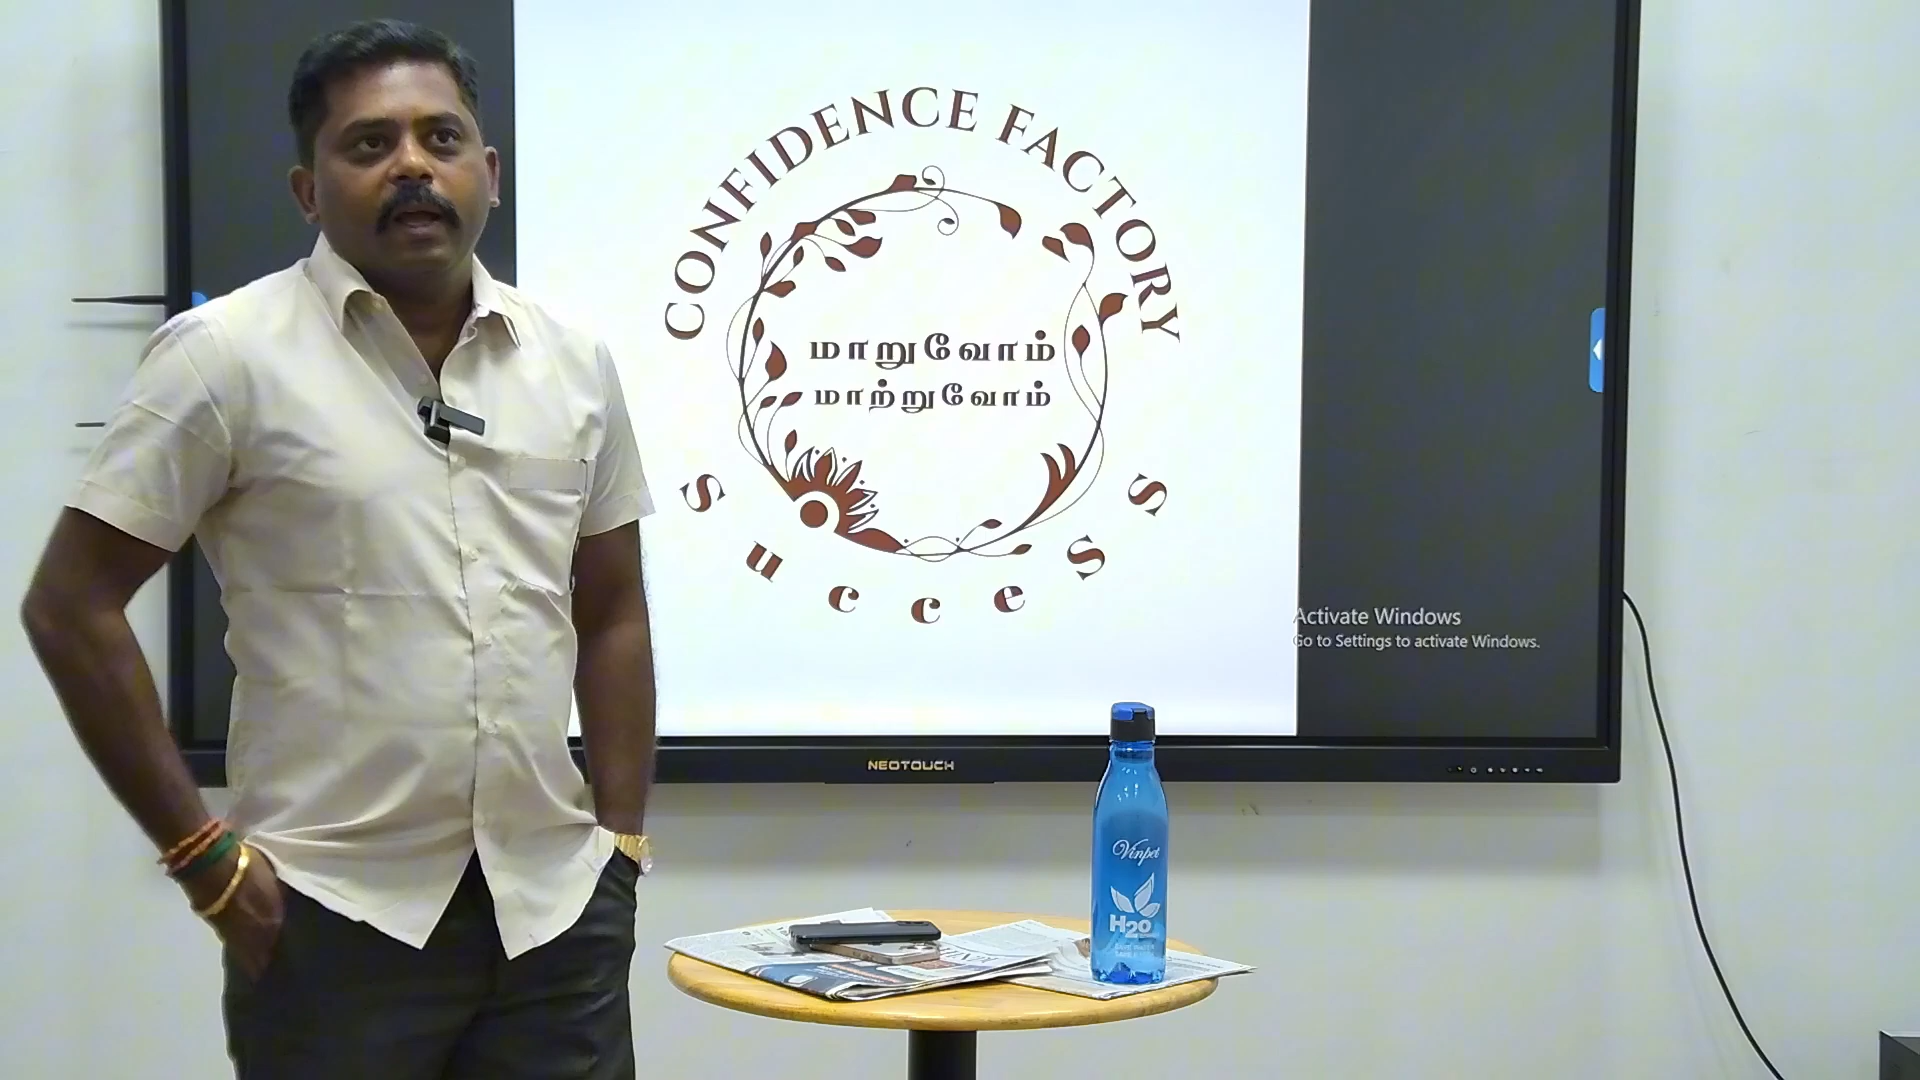 CONFIDENCE FACTORY
மாறுவோம்
மாற்றுவோம்
Success
Activate Windows
Go to Settings to activate Windows.
NEOTOUCH
Vinpet
H2o